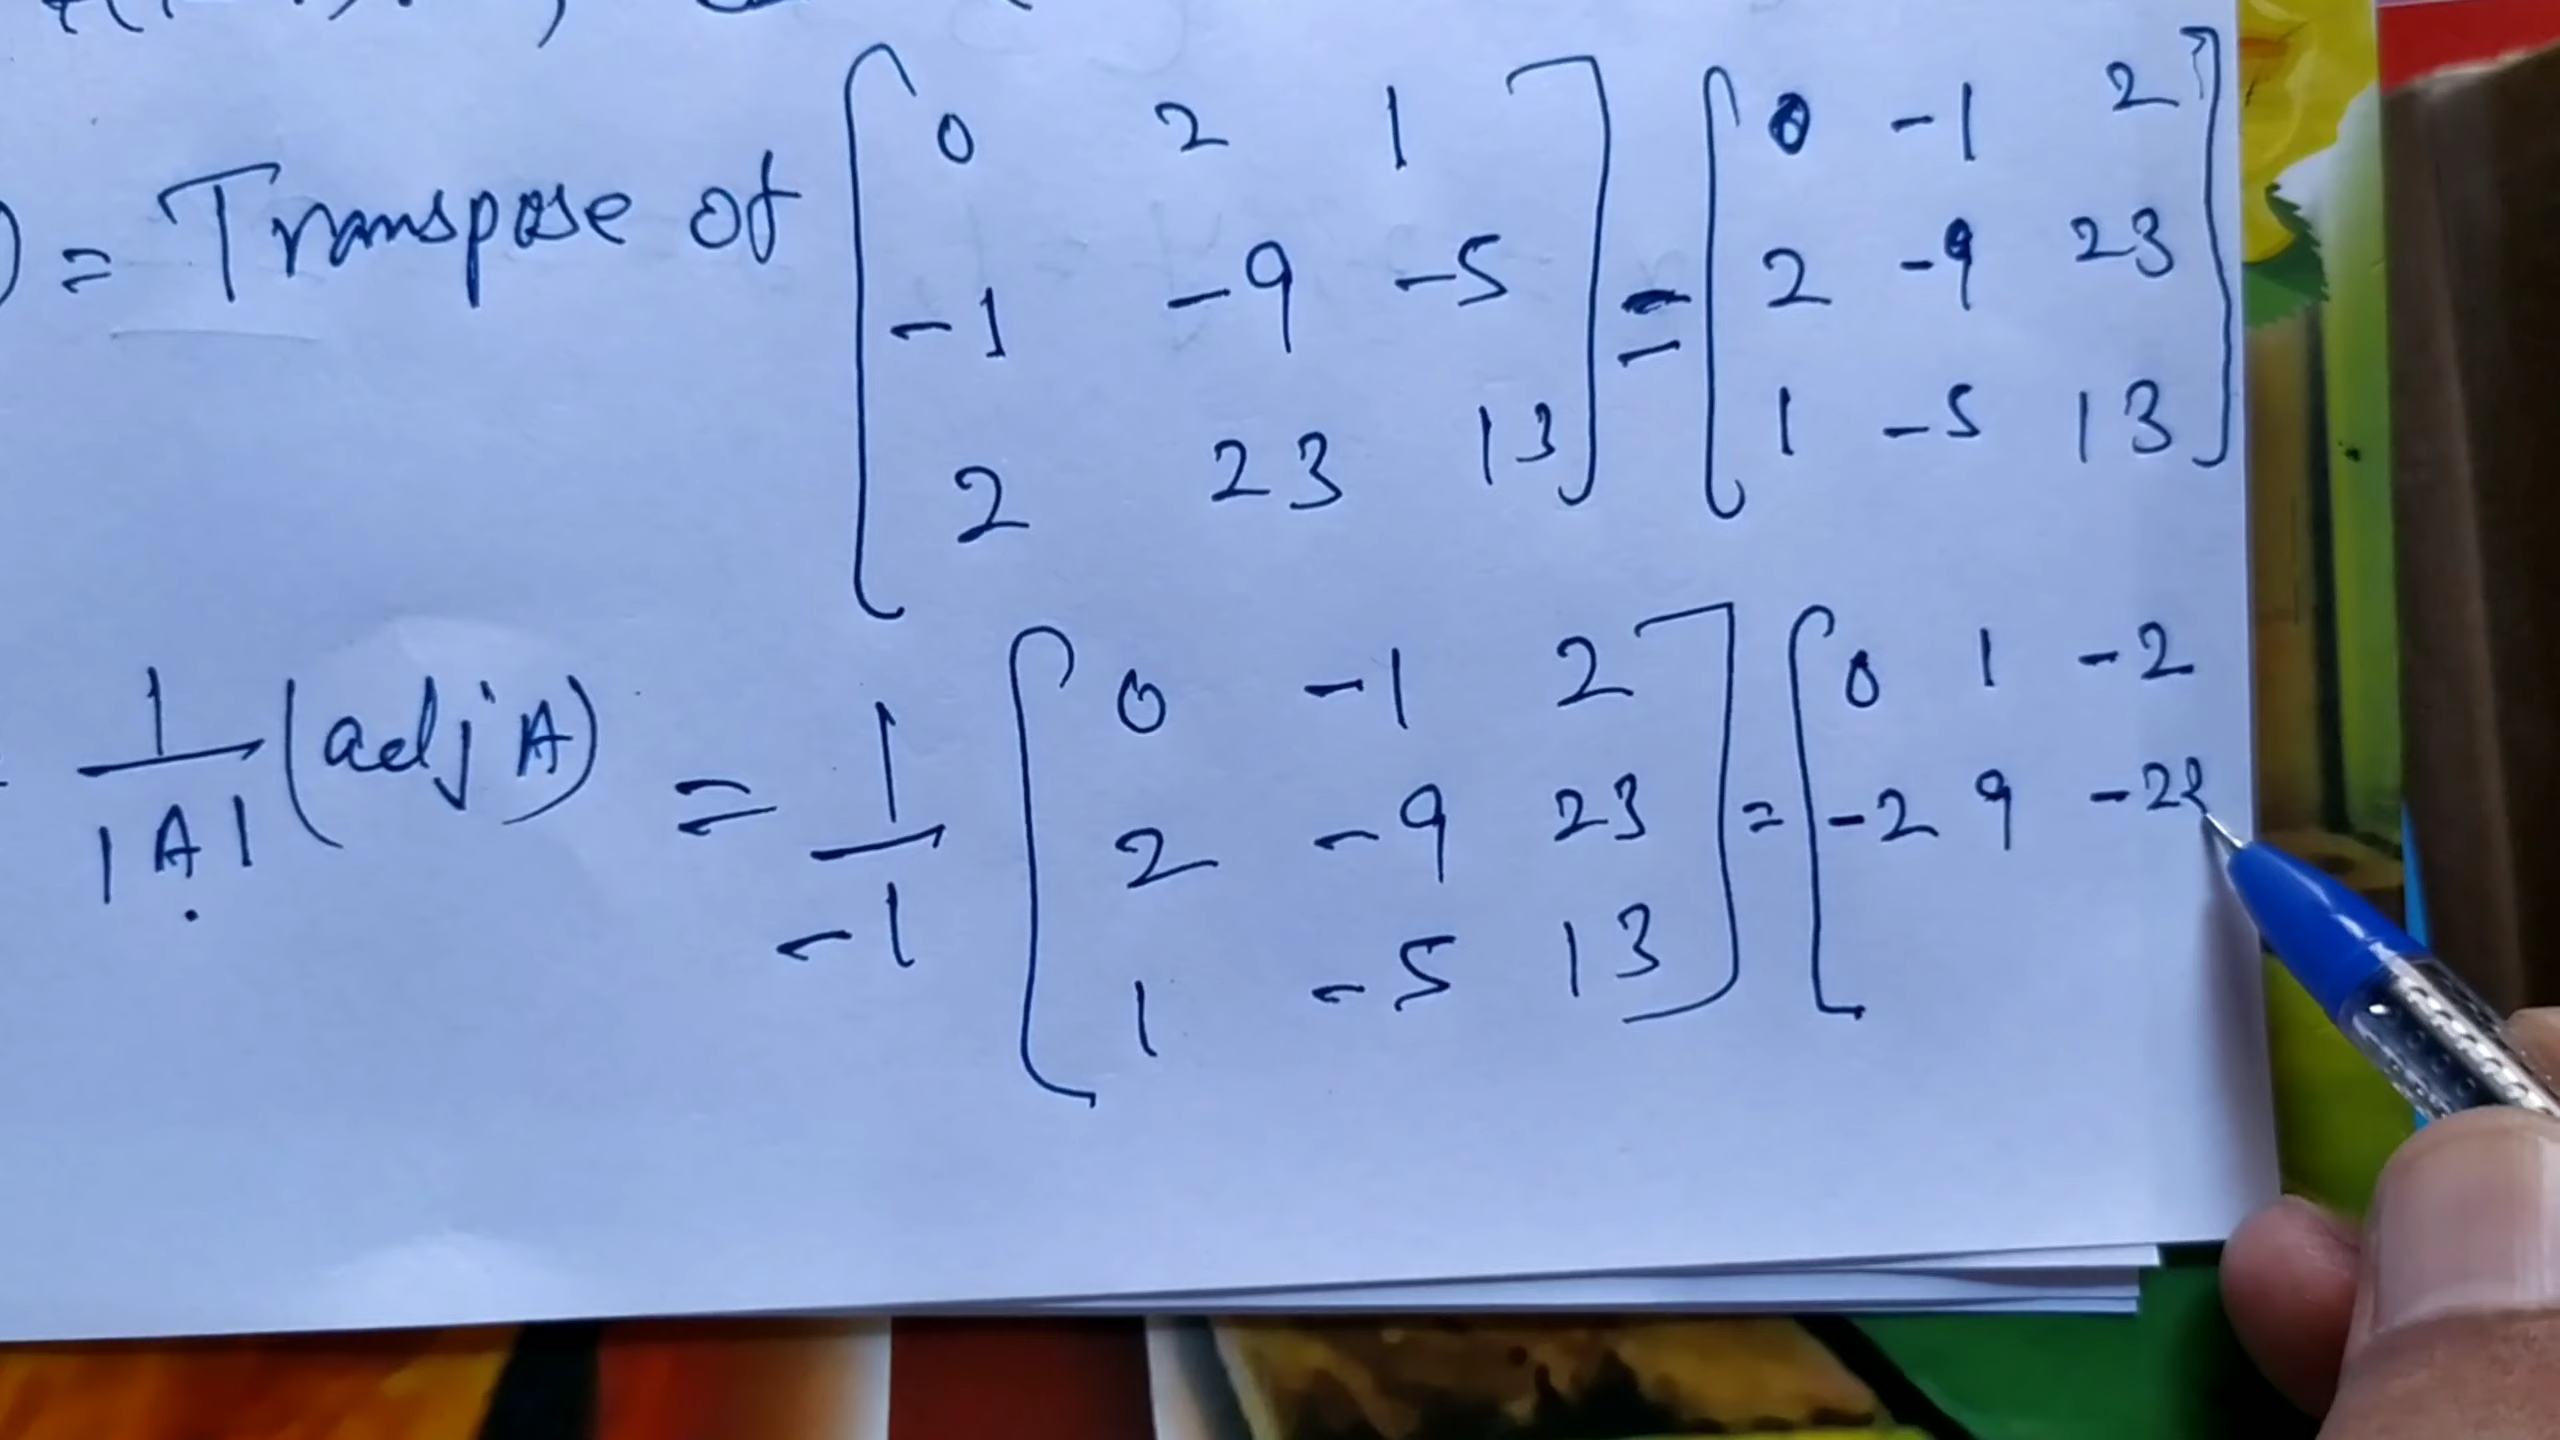 ) = Transpose of [0 2 1 = [0 -1 2
-1 -9 -5 2 -9 23
2 23 13] 1 -5 13]
1/|A| (adj A) = 1/-1 [0 -1 2 = [0 1 -2
2 -9 23 -2 9 -23
1 -5 13]